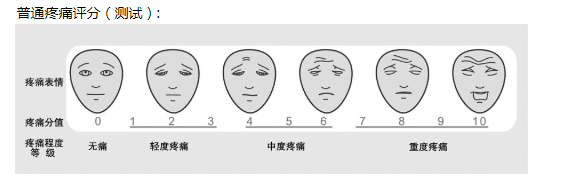 普通疼痛评分（测试）：
疼痛表情
疼痛分值 0 1 2 3 4 5 6 7 8 9 10
疼痛程度 无痛 轻度疼痛 中度疼痛 重度疼痛
等 级